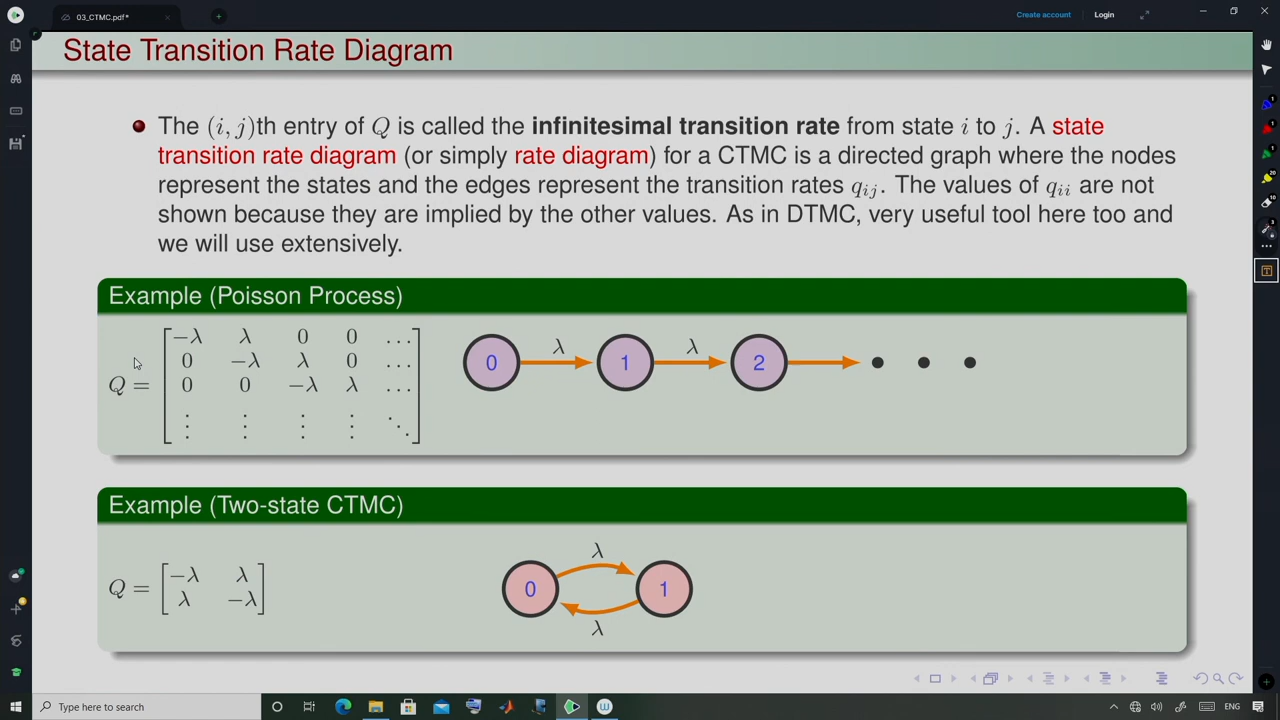 03_CTMC.pdf*
Create account
Login
State Transition Rate Diagram
The (i, j)th entry of Q is called the infinitesimal transition rate from state i to j. A state
transition rate diagram (or simply rate diagram) for a CTMC is a directed graph where the nodes
represent the states and the edges represent the transition rates qij. The values of qii are not
shown because they are implied by the other values. As in DTMC, very useful tool here too and
we will use extensively.
Example (Poisson Process)
−λ λ 0 0 ...
0 −λ λ 0 ...
Q = 0 0 −λ λ ...
⋮ ⋮ ⋮ ⋮ ⋱
0 λ 1 λ 2 • • •
Example (Two-state CTMC)
Q = [−λ λ
λ −λ]
λ
0 1
λ
Type here to search
ENG